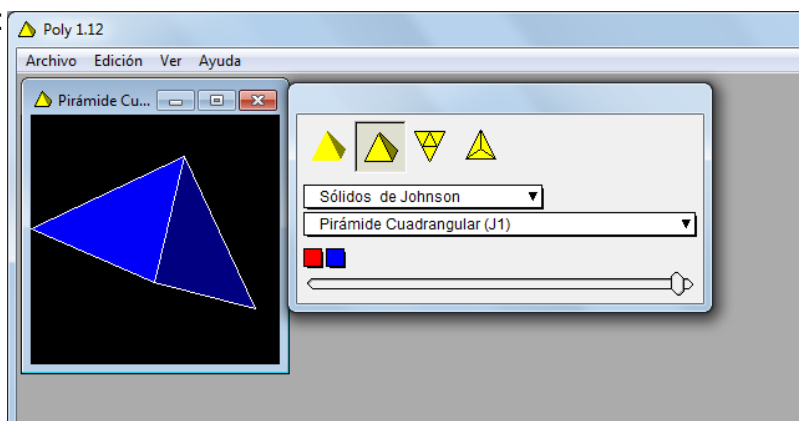 Poly 1.12
Archivo Edición Ver Ayuda
Pirámide Cu...
Sólidos de Johnson
Pirámide Cuadrangular (J1)